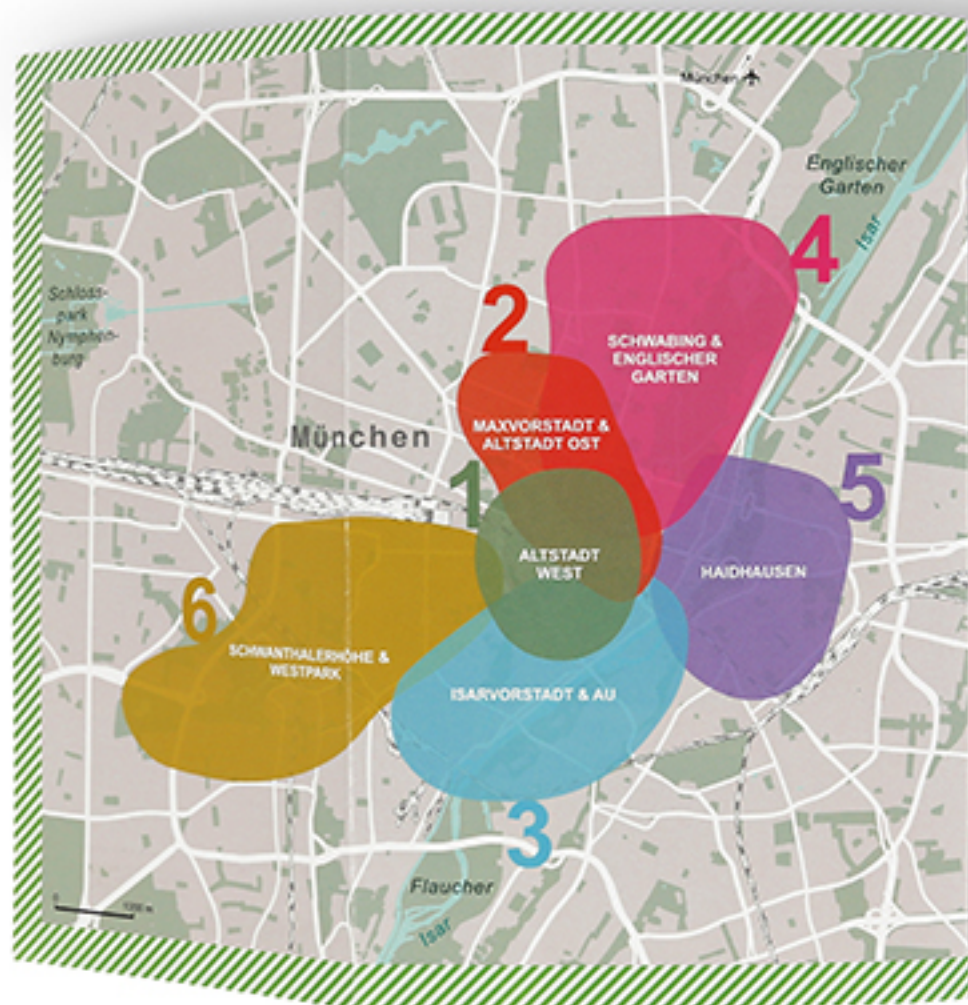 München
Englischer
Garten
Isar
4
Schloss-
park
Nymphen-
burg
2
SCHWABING &
ENGLISCHER
GARTEN
MAXVORSTADT &
ALTSTADT OST
München
1
5
ALTSTADT
WEST
HAIDHAUSEN
6
SCHWANTHALERHÖHE &
WESTPARK
ISARVORSTADT & AU
3
Flaucher
Isar
0